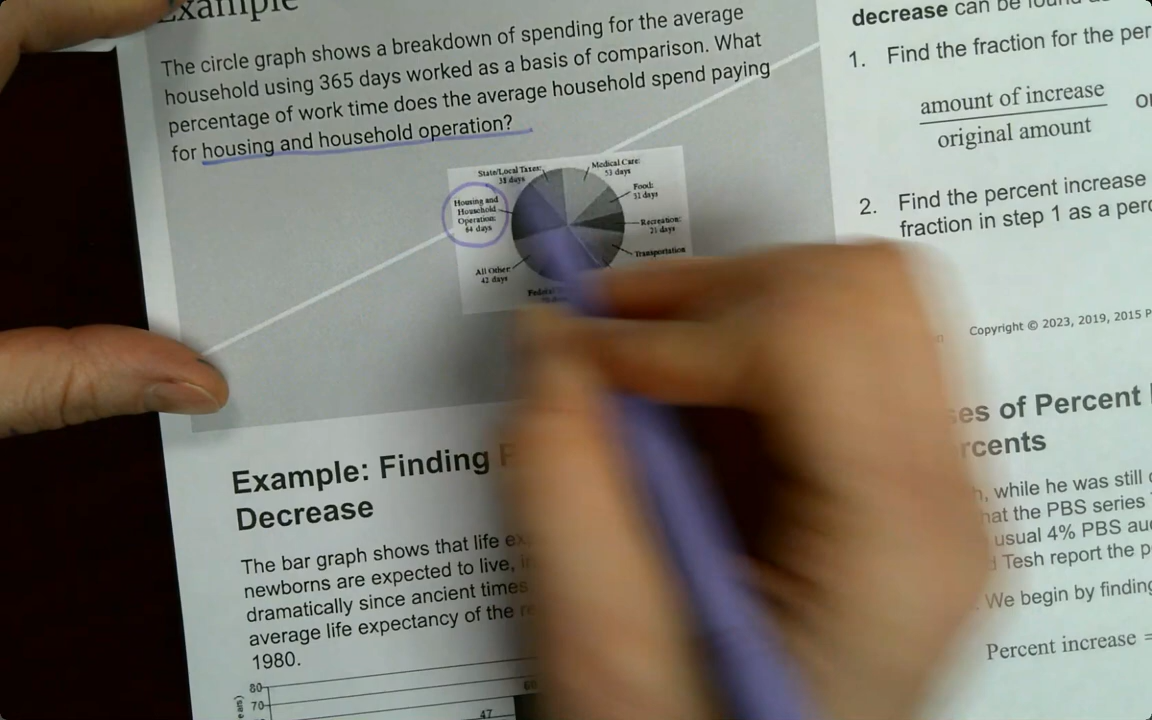 Example
The circle graph shows a breakdown of spending for the average
household using 365 days worked as a basis of comparison. What
percentage of work time does the average household spend paying
for housing and household operation?
State/Local Taxes:
38 days
Medical Care:
53 days
Food:
Housing and
Household
Operation:
64 days
Recreation:
21 days
Transportation
All Other:
42 days
Federal
Example: Finding
Decrease
The bar graph shows that life
newborns are expected to live,
dramatically since ancient times
average life expectancy of the
1980.
80
70
47
decrease can be found
1. Find the fraction for the per
amount of increase
original amount
2. Find the percent increase
fraction in step 1 as a perc
Copyright © 2023, 2019, 2015 P
es of Percent
rcents
, while he was still
hat the PBS series
usual 4% PBS au
Tesh report the p
We begin by finding
Percent increase =